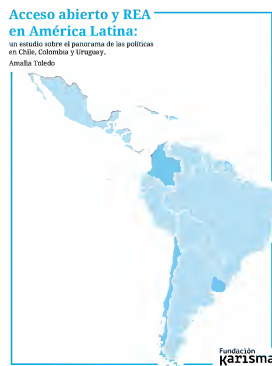 Acceso abierto y REA
en América Latina:
un estudio sobre el panorama de las políticas
en Chile, Colombia y Uruguay.
Amalia Toledo
Fundación
Karisma